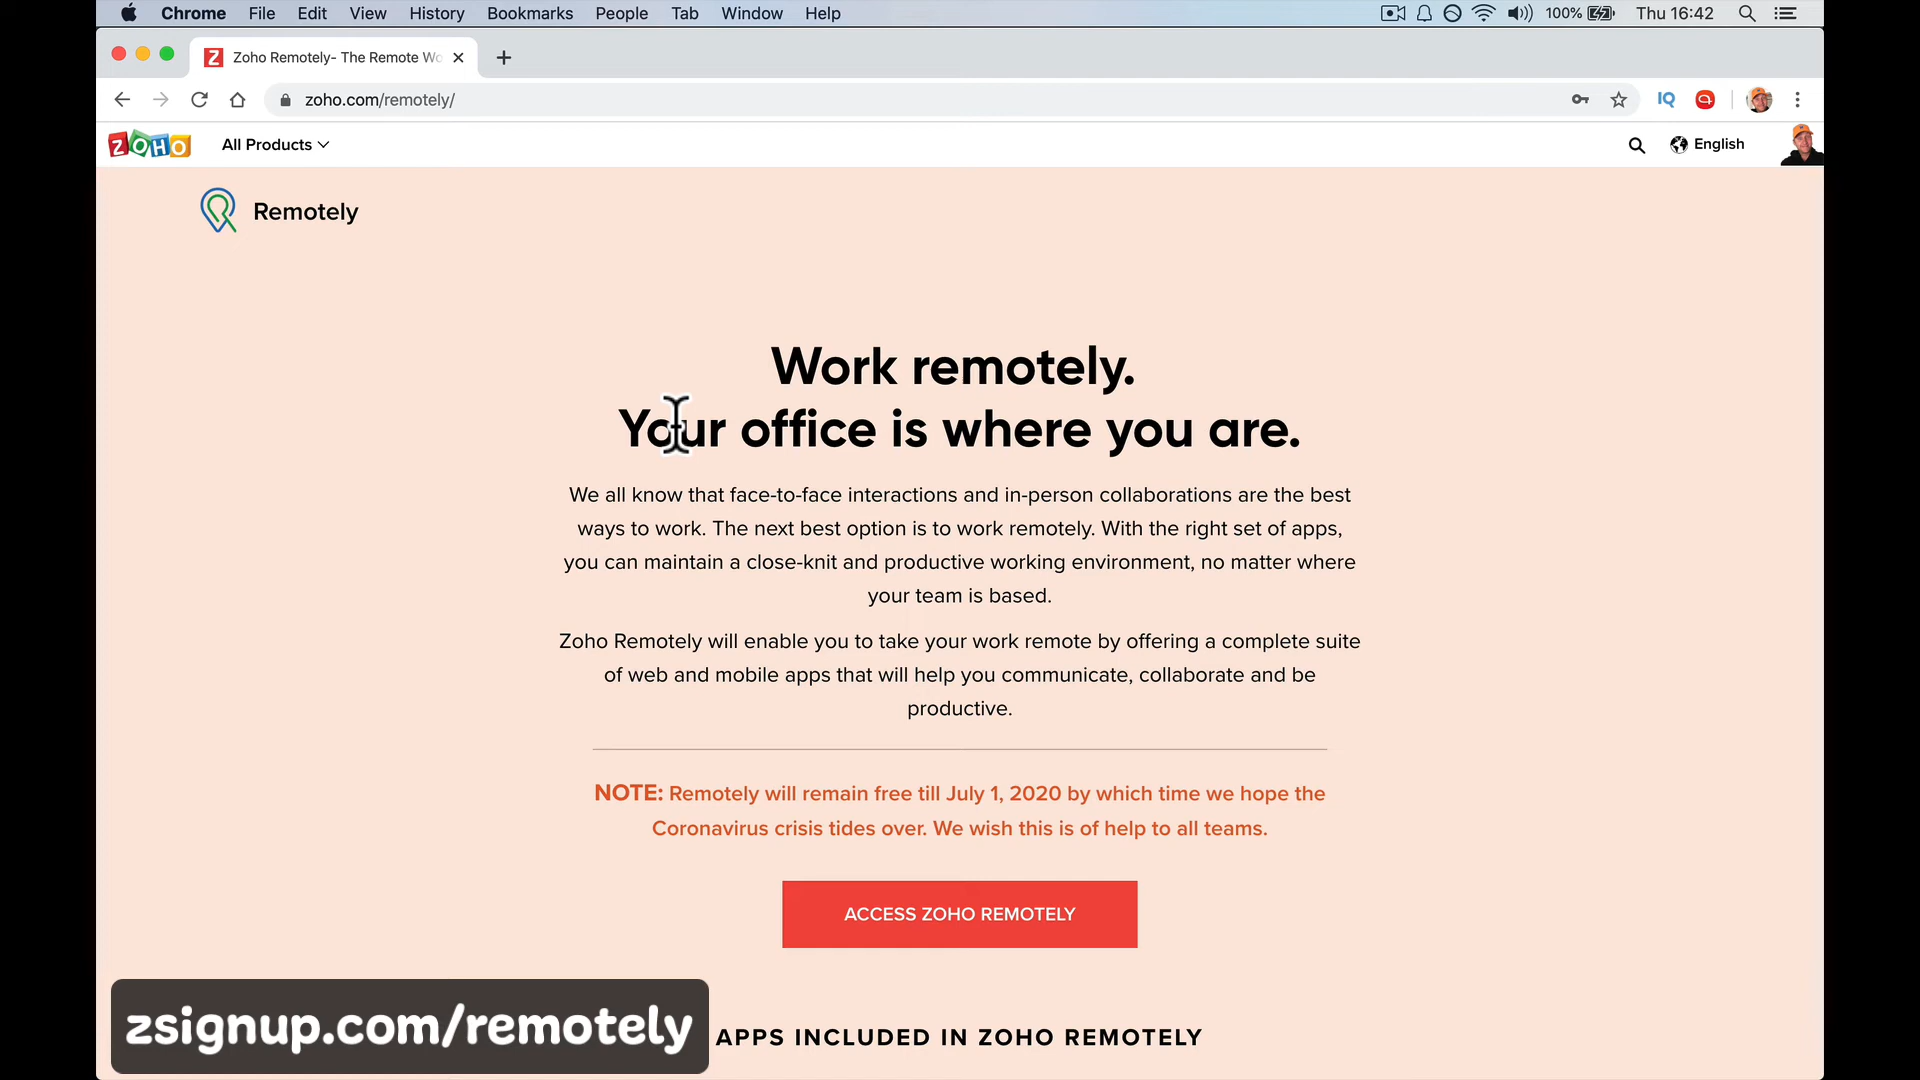 Chrome File Edit View History Bookmarks People Tab Window Help 100% Thu 16:42
Zoho Remotely- The Remote Wo
zoho.com/remotely/ IQ
ZOHO All Products English
Remotely
Work remotely.
Your office is where you are.
We all know that face-to-face interactions and in-person collaborations are the best
ways to work. The next best option is to work remotely. With the right set of apps,
you can maintain a close-knit and productive working environment, no matter where
your team is based.
Zoho Remotely will enable you to take your work remote by offering a complete suite
of web and mobile apps that will help you communicate, collaborate and be
productive.
NOTE: Remotely will remain free till July 1, 2020 by which time we hope the
Coronavirus crisis tides over. We wish this is of help to all teams.
ACCESS ZOHO REMOTELY
zsignup.com/remotely
APPS INCLUDED IN ZOHO REMOTELY